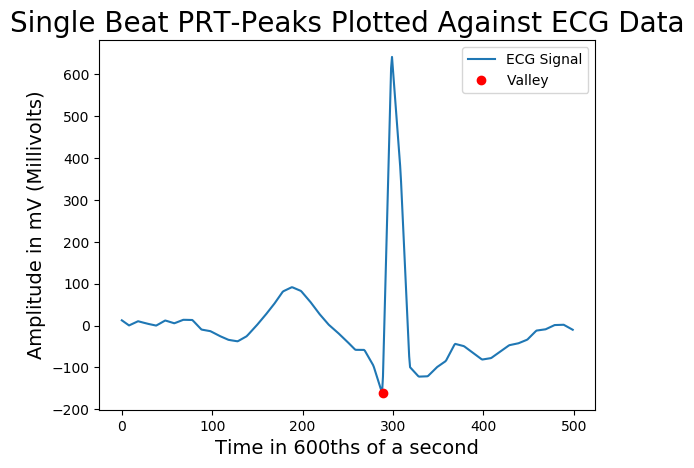 Single Beat PRT-Peaks Plotted Against ECG Data
ECG Signal
Valley
Amplitude in mV (Millivolts)
600
500
400
300
200
100
0
−100
−200
0 100 200 300 400 500
Time in 600ths of a second